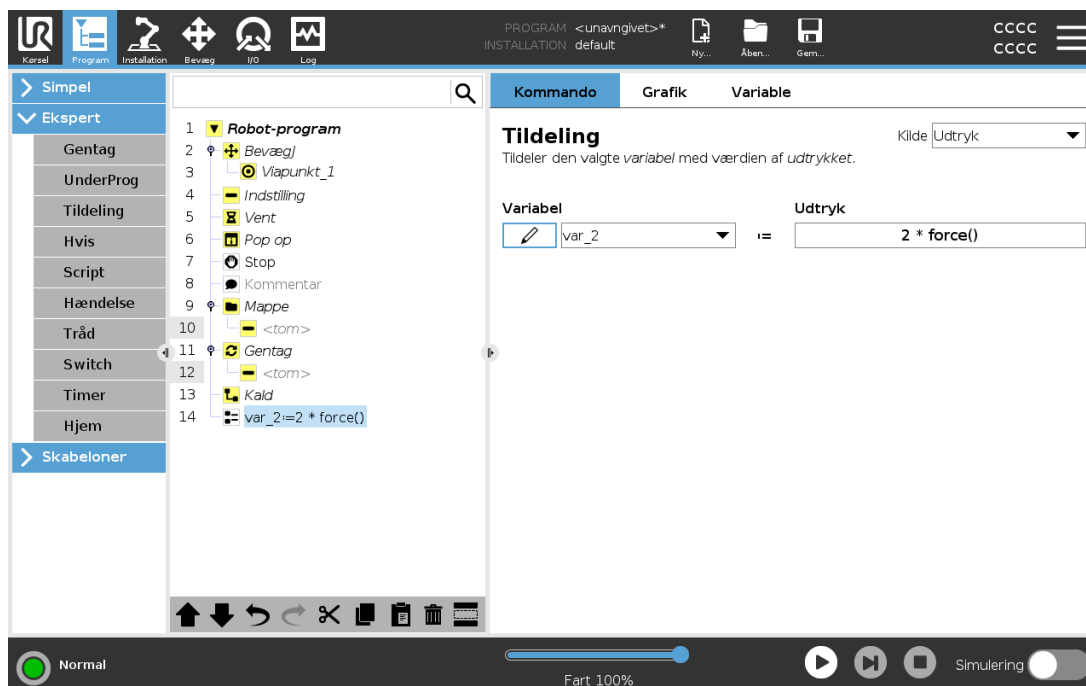 PROGRAM <unavngivet>*
INSTALLATION default
CCCC
CCCC
Kørsel
Program
Installation
Bevæg
I/O
Log
Ny...
Åben...
Gem...
Simpel
Ekspert
Gentag
UnderProg
Tildeling
Hvis
Script
Hændelse
Tråd
Switch
Timer
Hjem
Skabeloner
1 Robot-program
2 BevægJ
3 Viapunkt_1
4 Indstilling
5 Vent
6 Pop op
7 Stop
8 Kommentar
9 Mappe
10 <tom>
11 Gentag
12 <tom>
13 Kald
14 var_2:=2 * force()
Kommando Grafik Variable
Tildeling
Kilde Udtryk
Tildeler den valgte variabel med værdien af udtrykket.
Variabel Udtryk
var_2 := 2 * force()
Normal
Fart 100%
Simulering